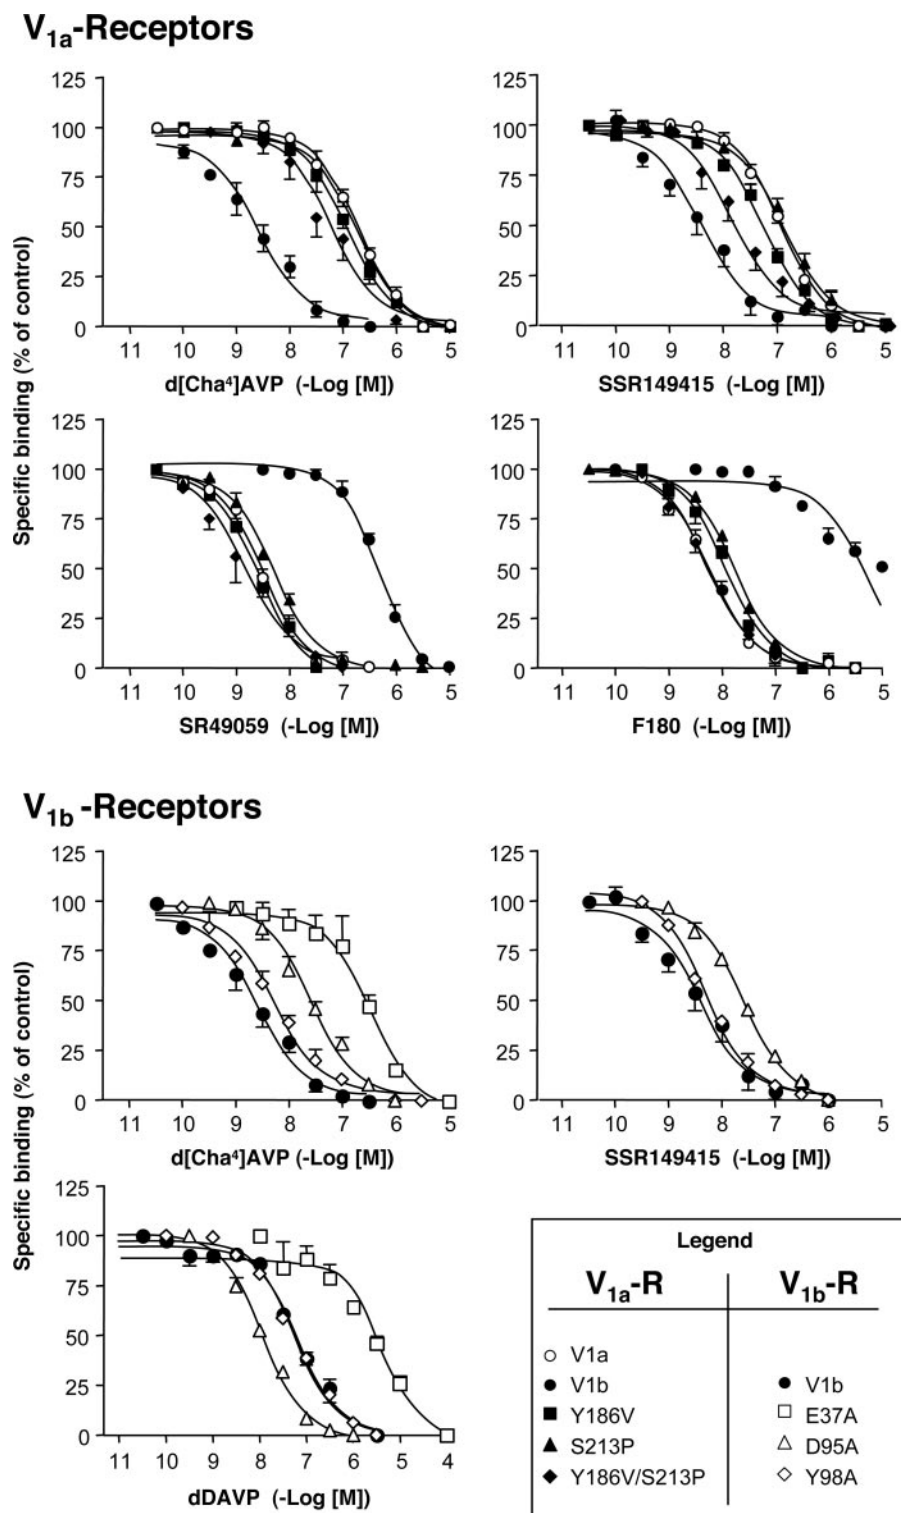 V1a-Receptors
Specific binding (% of control)
125
100
75
50
25
0
11 10 9 8 7 6 5
d[Cha⁴]AVP (-Log [M])
125
100
75
50
25
0
11 10 9 8 7 6 5
SSR149415 (-Log [M])
125
100
75
50
25
0
11 10 9 8 7 6 5
SR49059 (-Log [M])
125
100
75
50
25
0
11 10 9 8 7 6 5
F180 (-Log [M])
V1b-Receptors
Specific binding (% of control)
125
100
75
50
25
0
11 10 9 8 7 6 5
d[Cha⁴]AVP (-Log [M])
125
100
75
50
25
0
11 10 9 8 7 6 5
SSR149415 (-Log [M])
125
100
75
50
25
0
11 10 9 8 7 6 5 4
dDAVP (-Log [M])
Legend
V1a-R
V1a
V1b
Y186V
S213P
Y186V/S213P
V1b-R
V1b
E37A
D95A
Y98A